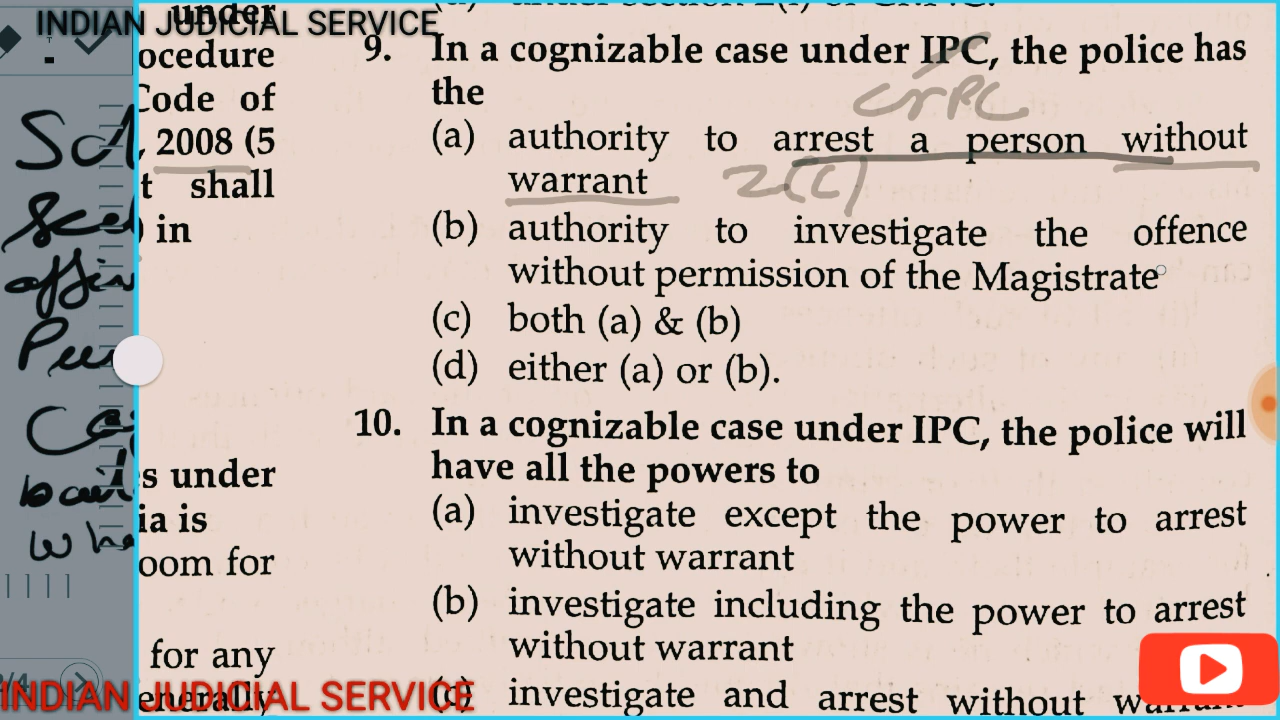 INDIAN JUDICIAL SERVICE
under
ocedure
Code of
, 2008 (5
t shall
) in
s under
ia is
oom for
for any
enerally
9. In a cognizable case under IPC, the police has
the
CrPC
(a) authority to arrest a person without
warrant 2(c)
(b) authority to investigate the offence
without permission of the Magistrate
(c) both (a) & (b)
(d) either (a) or (b).
10. In a cognizable case under IPC, the police will
have all the powers to
(a) investigate except the power to arrest
without warrant
(b) investigate including the power to arrest
without warrant
(c) investigate and arrest without warrant
INDIAN JUDICIAL SERVICE